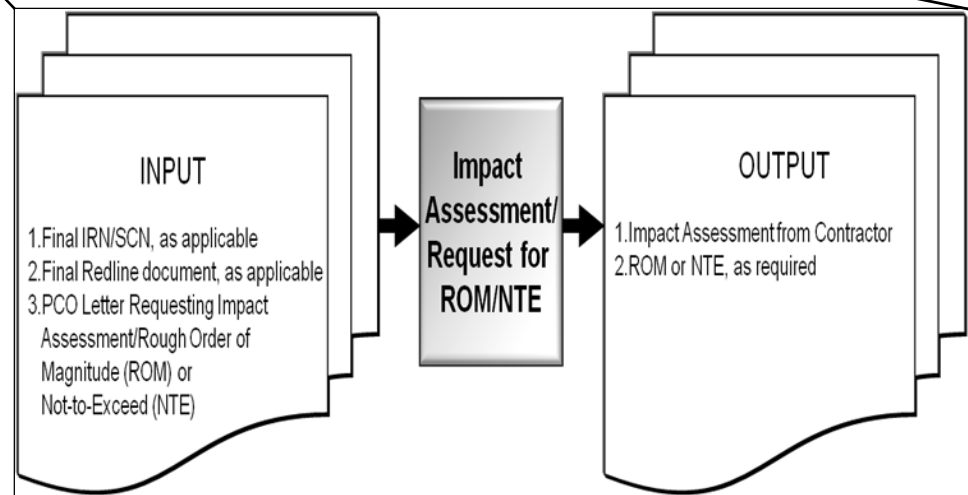 INPUT
1.Final IRN/SCN, as applicable
2.Final Redline document, as applicable
3.PCO Letter Requesting Impact
Assessment/Rough Order of
Magnitude (ROM) or
Not-to-Exceed (NTE)
Impact
Assessment/
Request for
ROM/NTE
OUTPUT
1.Impact Assessment from Contractor
2.ROM or NTE, as required